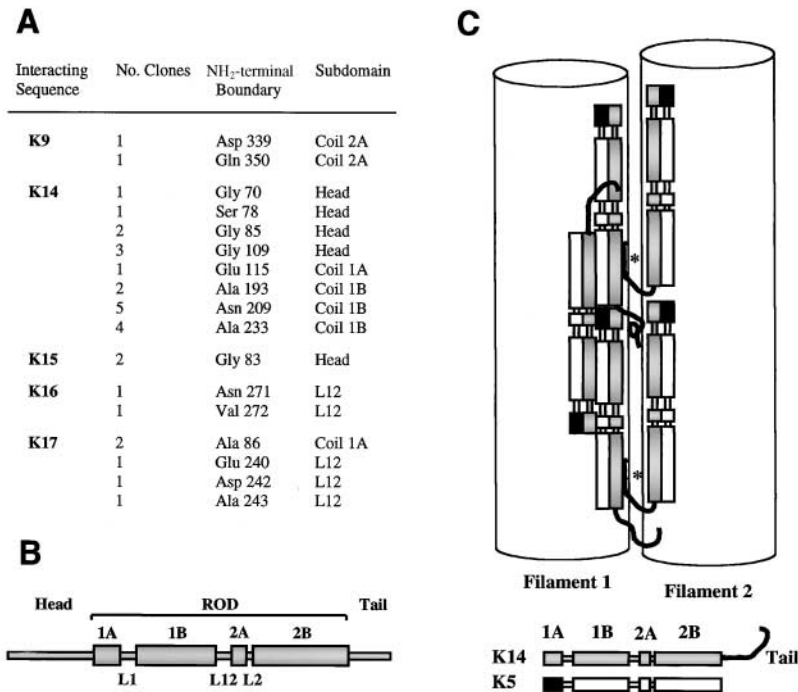 A
Interacting Sequence No. Clones NH₂-terminal Boundary Subdomain
K9 1 Asp 339 Coil 2A
1 Gln 350 Coil 2A
K14 1 Gly 70 Head
1 Ser 78 Head
2 Gly 85 Head
3 Gly 109 Head
1 Glu 115 Coil 1A
2 Ala 193 Coil 1B
5 Asn 209 Coil 1B
4 Ala 233 Coil 1B
K15 2 Gly 83 Head
K16 1 Asn 271 L12
1 Val 272 L12
K17 2 Ala 86 Coil 1A
1 Glu 240 L12
1 Asp 242 L12
1 Ala 243 L12
B
Head ROD Tail
1A 1B 2A 2B
L1 L12 L2
C
*
*
Filament 1 Filament 2
1A 1B 2A 2B
K14 Tail
K5